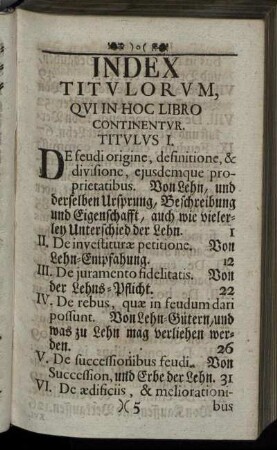 )o(
INDEX
TITVLORVM,
QVI IN HOC LIBRO
CONTINENTVR.
TITVLVS I.
DE feudi origine, definitione, &
divisione, ejusdemque pro-
prietatibus. Von Lehn, und
derselben Ursprung, Beschreibung
und Eigenschafft, auch wie vieler-
ley Unterschied der Lehn. 1
II. De investituræ petitione. Von
Lehn-Empfahung. 12
III. De juramento fidelitatis. Von
der Lehns-Pflicht. 22
IV. De rebus, quæ in feudum dari
possunt. Von Lehn-Gütern, und
was zu Lehn mag verliehen wer-
den. 26
V. De successionibus feudi. Von
Succession, und Erbe der Lehn. 31
VI. De ædificiis, & meliorationi-
)( 5 bus